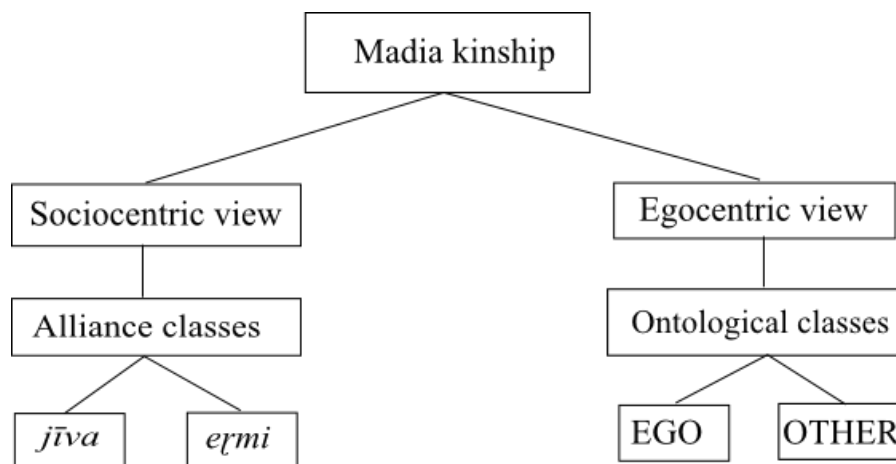 Madia kinship
Sociocentric view
Egocentric view
Alliance classes
Ontological classes
jīva
eṛmi
EGO
OTHER